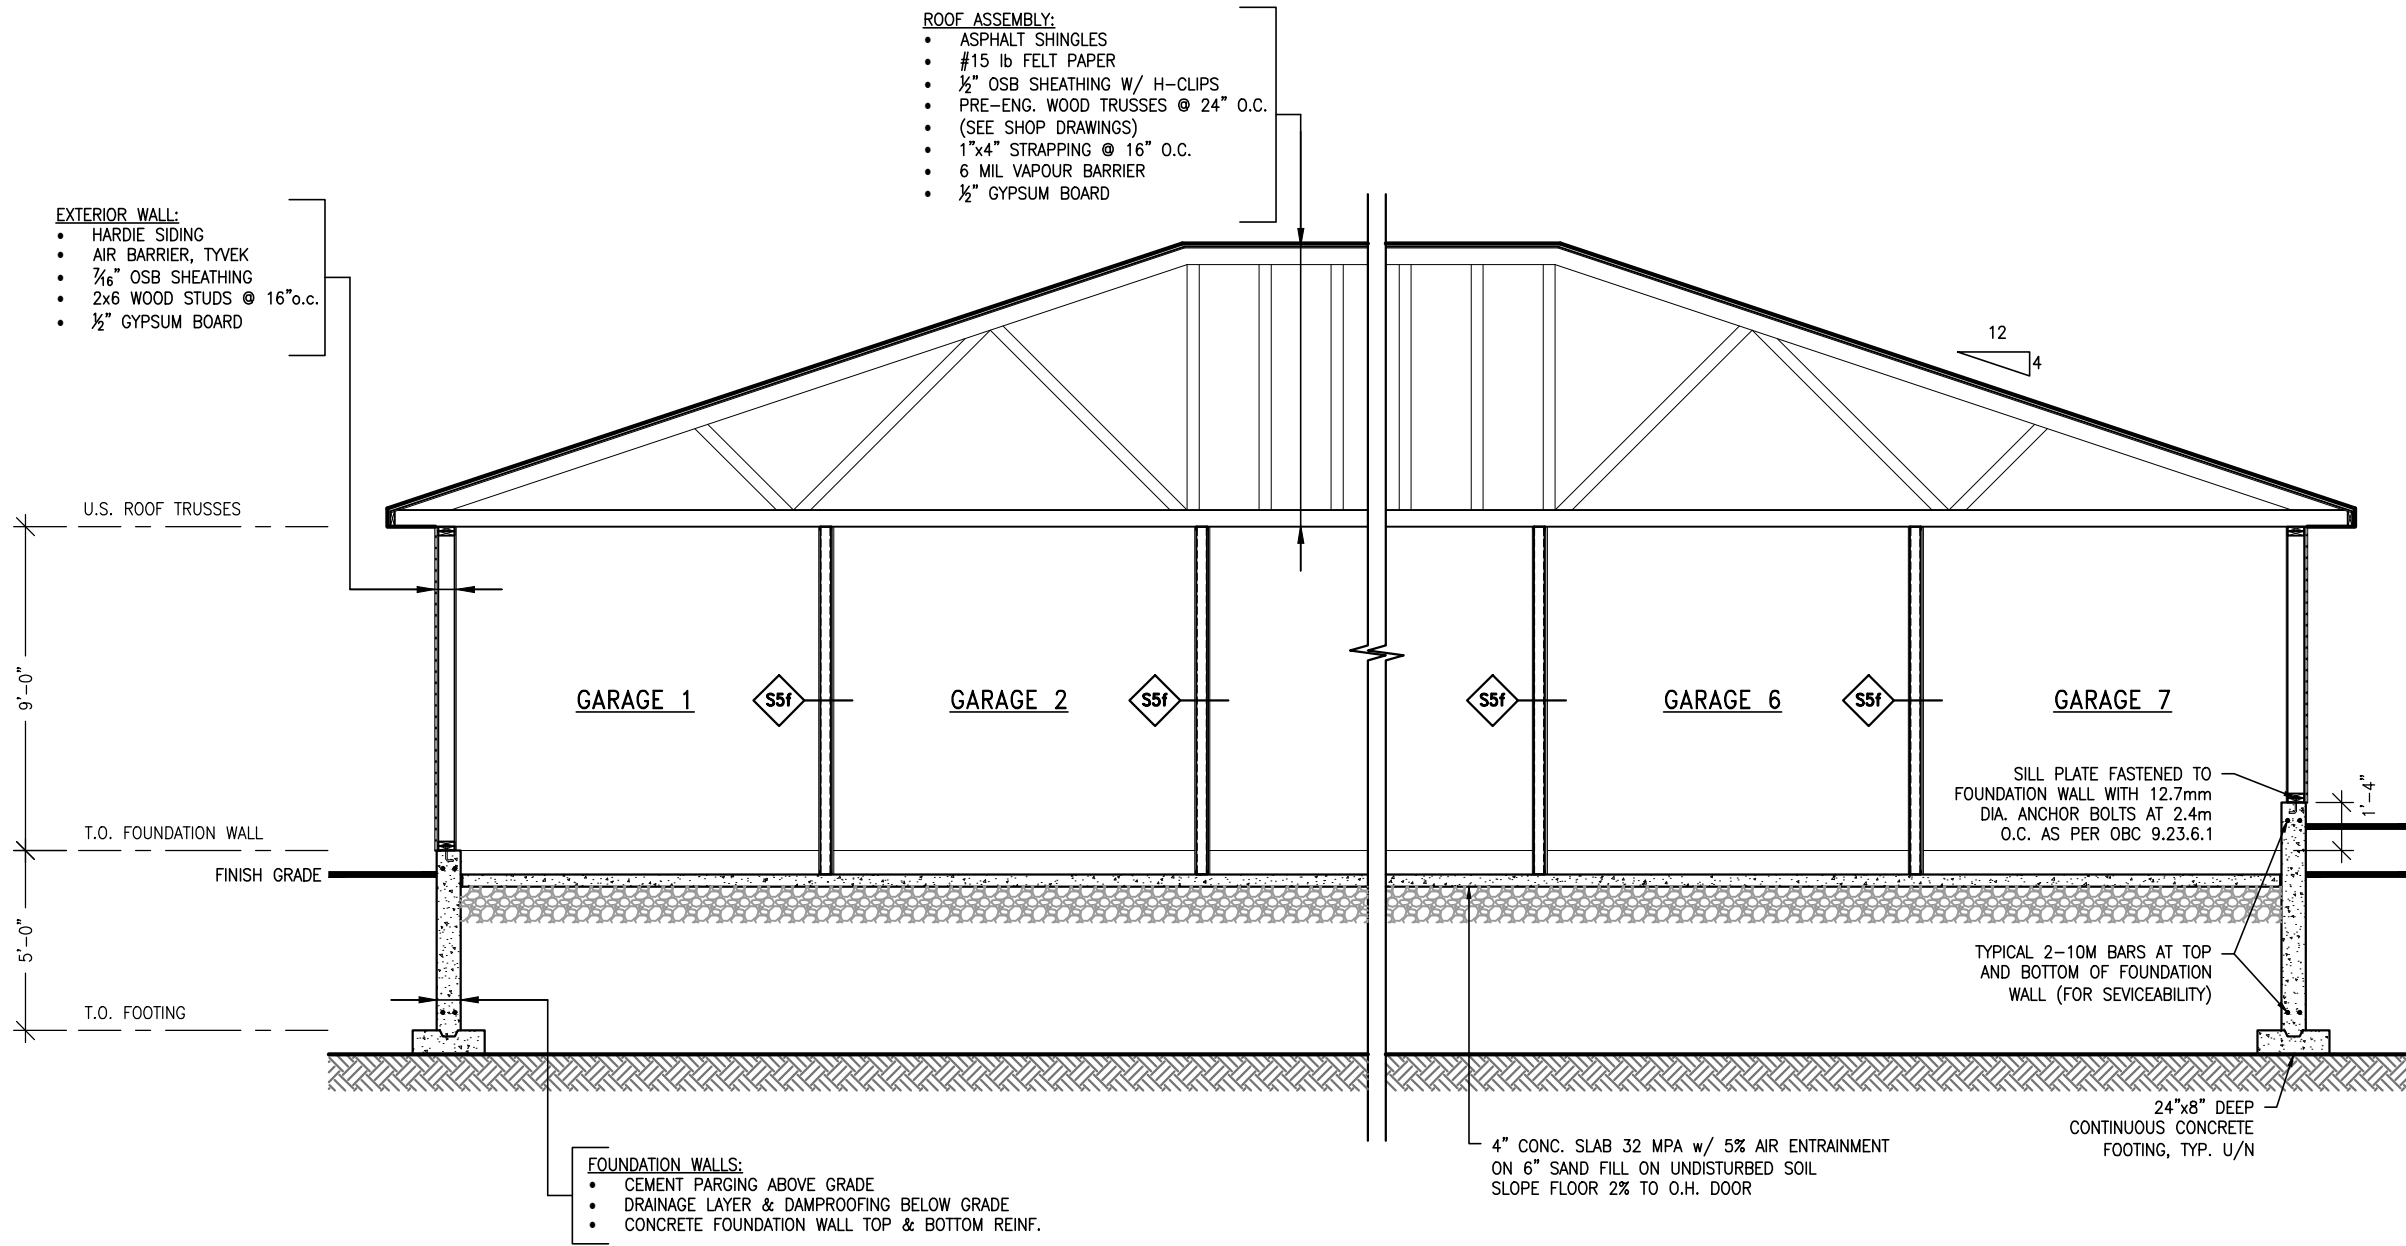 ROOF ASSEMBLY:
• ASPHALT SHINGLES
• #15 lb FELT PAPER
• ½" OSB SHEATHING W/ H-CLIPS
• PRE-ENG. WOOD TRUSSES @ 24" O.C.
• (SEE SHOP DRAWINGS)
• 1"x4" STRAPPING @ 16" O.C.
• 6 MIL VAPOUR BARRIER
• ½" GYPSUM BOARD
EXTERIOR WALL:
• HARDIE SIDING
• AIR BARRIER, TYVEK
• 7⁄16" OSB SHEATHING
• 2x6 WOOD STUDS @ 16"o.c.
• ½" GYPSUM BOARD
12
4
U.S. ROOF TRUSSES
9'-0"
GARAGE 1
S5f
GARAGE 2
S5f
S5f
GARAGE 6
S5f
GARAGE 7
SILL PLATE FASTENED TO
FOUNDATION WALL WITH 12.7mm
DIA. ANCHOR BOLTS AT 2.4m
O.C. AS PER OBC 9.23.6.1
1'-4"
T.O. FOUNDATION WALL
FINISH GRADE
5'-0"
T.O. FOOTING
TYPICAL 2-10M BARS AT TOP
AND BOTTOM OF FOUNDATION
WALL (FOR SEVICEABILITY)
24"x8" DEEP
CONTINUOUS CONCRETE
FOOTING, TYP. U/N
4" CONC. SLAB 32 MPA w/ 5% AIR ENTRAINMENT
ON 6" SAND FILL ON UNDISTURBED SOIL
SLOPE FLOOR 2% TO O.H. DOOR
FOUNDATION WALLS:
• CEMENT PARGING ABOVE GRADE
• DRAINAGE LAYER & DAMPROOFING BELOW GRADE
• CONCRETE FOUNDATION WALL TOP & BOTTOM REINF.